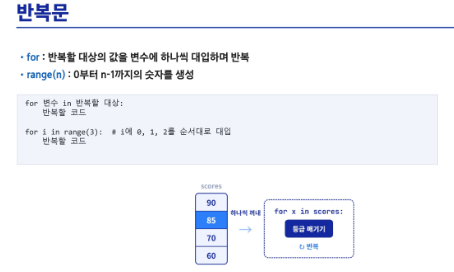 반복문
• for : 반복할 대상의 값을 변수에 하나씩 대입하며 반복
• range(n) : 0부터 n-1까지의 숫자를 생성
for 변수 in 반복할 대상:
    반복할 코드
for i in range(3):  # i에 0, 1, 2를 순서대로 대입
    반복할 코드
scores
90
85
70
60
하나씩 꺼내
for x in scores:
등급 매기기
↻ 반복